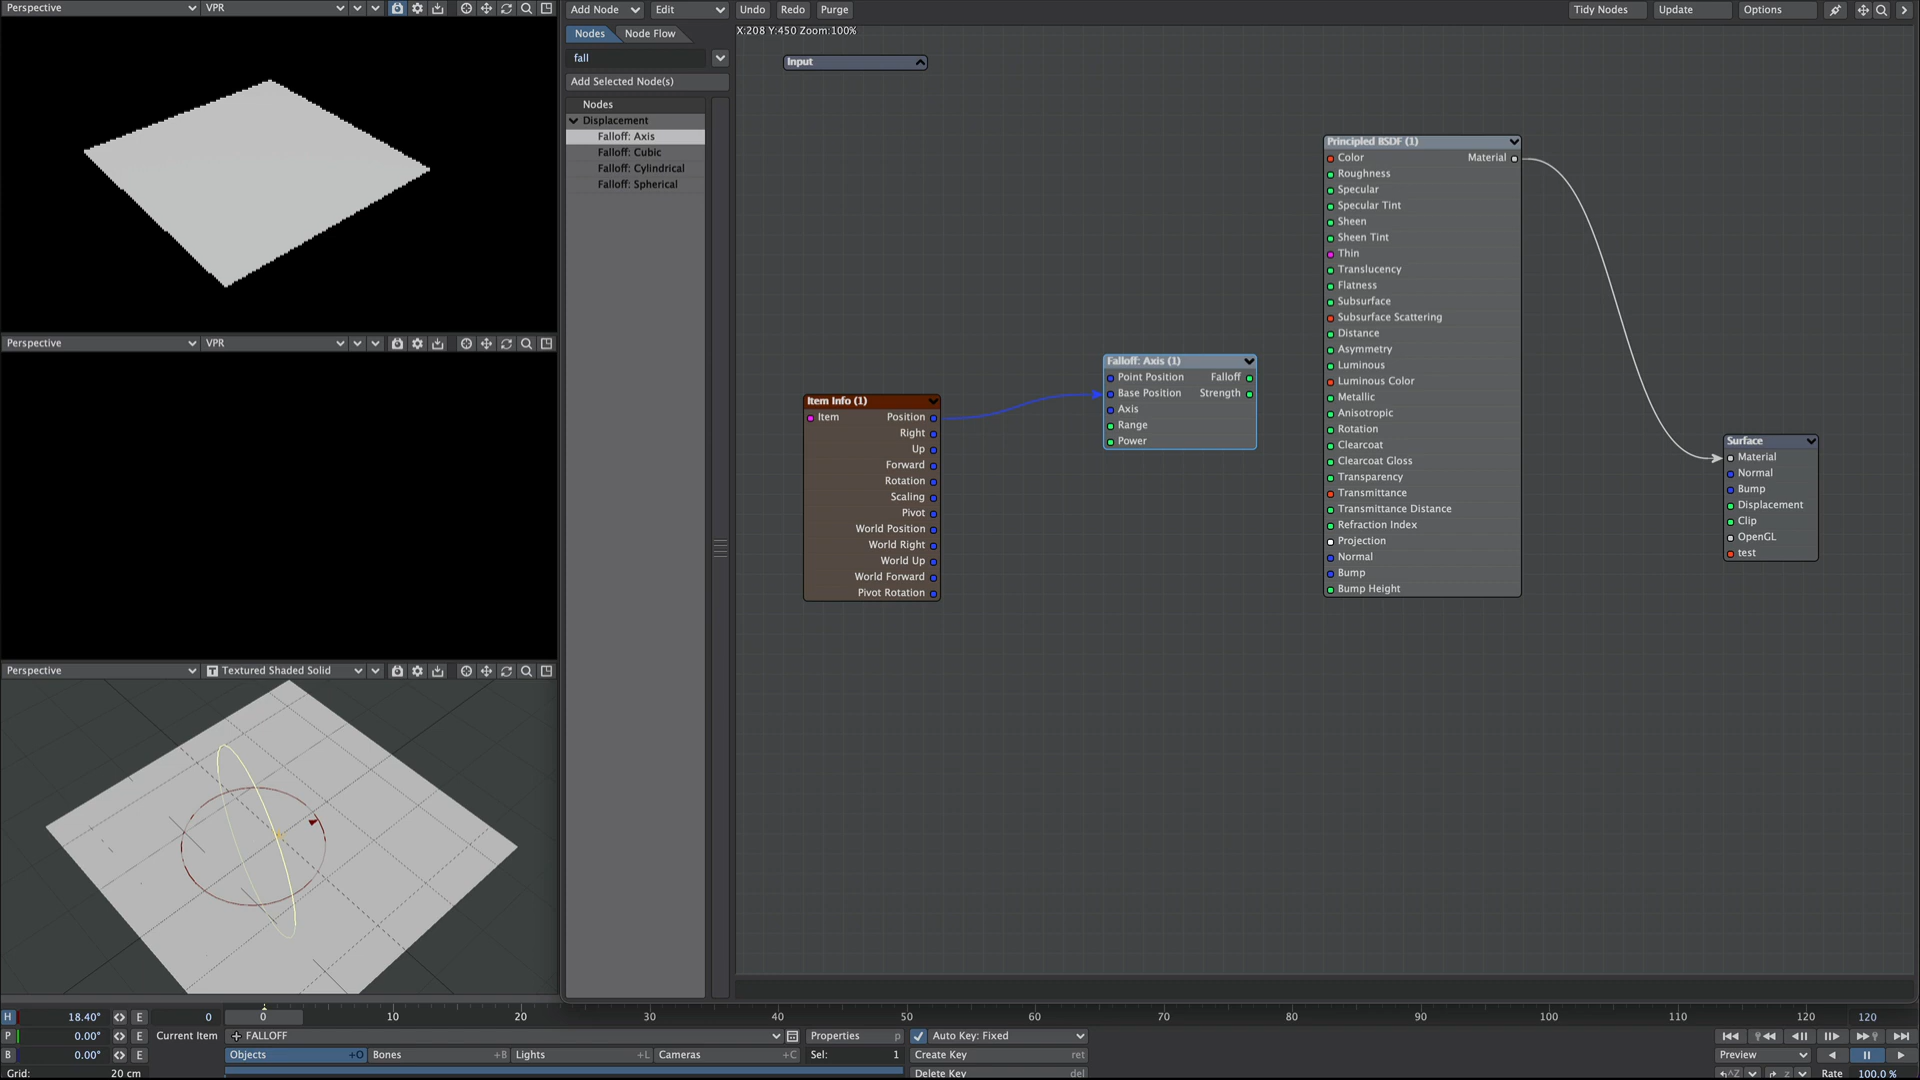 Perspective VPR
Add Node Edit Undo Redo Purge Tidy Nodes Update Options
X:208 Y:450 Zoom:100%
Nodes Node Flow
fall
Add Selected Node(s)
Nodes
Displacement
Falloff: Axis
Falloff: Cubic
Falloff: Cylindrical
Falloff: Spherical
Input
Principled BSDF (1)
Color Material
Roughness
Specular
Specular Tint
Sheen
Sheen Tint
Thin
Translucency
Flatness
Subsurface
Subsurface Scattering
Distance
Asymmetry
Luminous
Luminous Color
Metallic
Anisotropic
Rotation
Clearcoat
Clearcoat Gloss
Transparency
Transmittance
Transmittance Distance
Refraction Index
Projection
Normal
Bump
Bump Height
Perspective VPR
Falloff: Axis (1)
Point Position Falloff
Base Position Strength
Axis
Range
Power
Item Info (1)
Item Position
Right
Up
Forward
Rotation
Scaling
Pivot
World Position
World Right
World Up
World Forward
Pivot Rotation
Surface
Material
Normal
Bump
Displacement
Clip
OpenGL
test
Perspective T Textured Shaded Solid
H 18.40° E 0 0 10 20 30 40 50 60 70 80 90 100 110 120 120
P 0.00° E Current Item FALLOFF Properties p Auto Key: Fixed
B 0.00° E Objects +O Bones +B Lights +L Cameras +C Sel: 1 Create Key ret Preview
Grid: 20 cm Delete Key del Rate 100.0 %